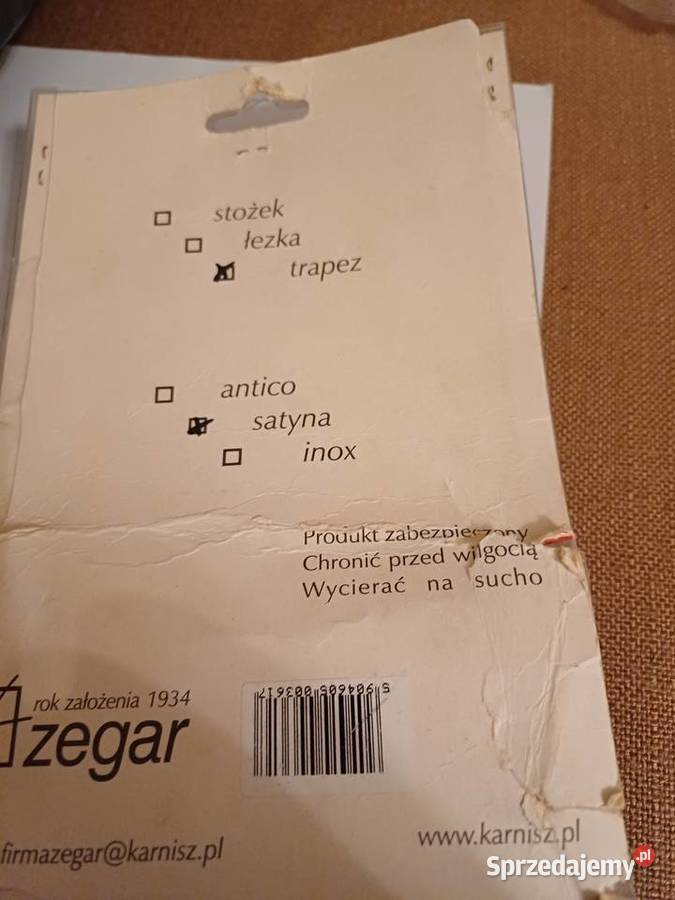 stożek
łezka
trapez
antico
satyna
inox
Produkt zabezpieczony
Chronić przed wilgocią
Wycierać na sucho
rok założenia 1934
zegar
5904605003617
firmazegar@karnisz.pl
www.karnisz.pl
Sprzedajemy.pl